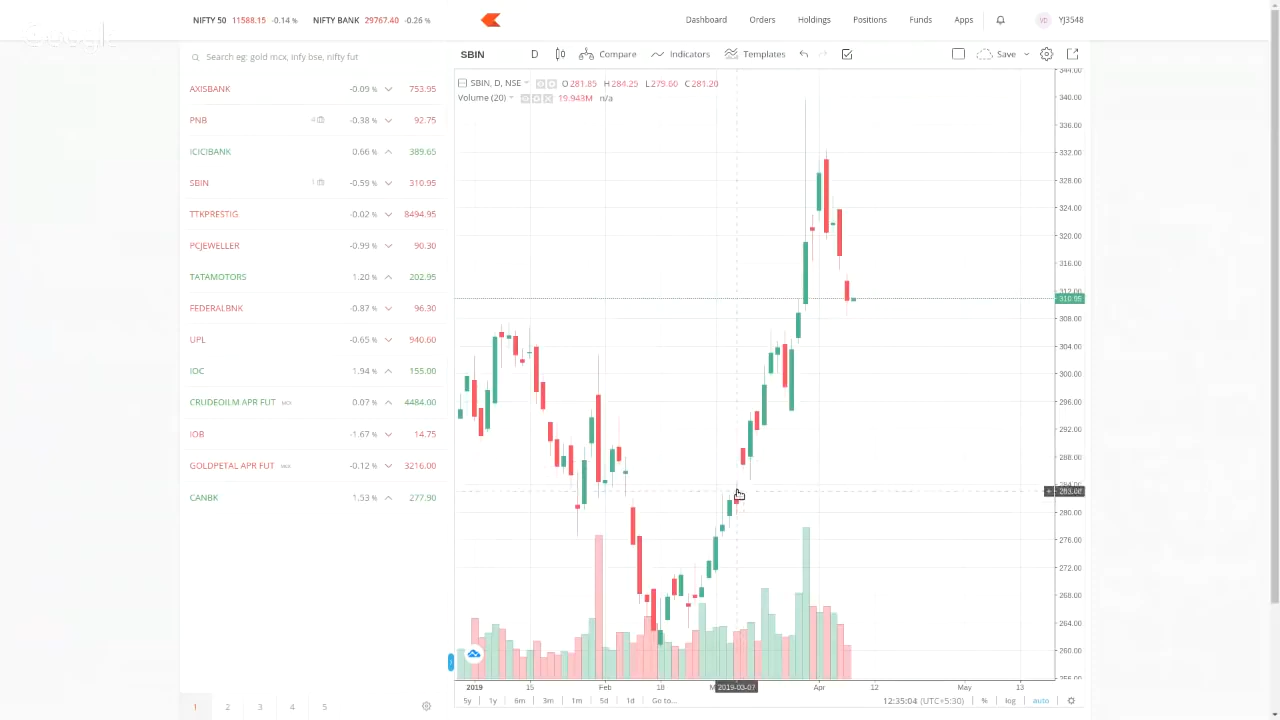 NIFTY 50 11588.15 -0.14 % NIFTY BANK 29767.40 -0.26 %
Dashboard Orders Holdings Positions Funds Apps YJ3548
Search eg: gold mcx, infy bse, nifty fut
AXISBANK -0.09 % 753.95
PNB 4 -0.38 % 92.75
ICICIBANK 0.66 % 389.65
SBIN 1 -0.59 % 310.95
TTKPRESTIG -0.02 % 8494.95
PCJEWELLER -0.99 % 90.30
TATAMOTORS 1.20 % 202.95
FEDERALBNK -0.87 % 96.30
UPL -0.65 % 940.60
IOC 1.94 % 155.00
CRUDEOILM APR FUT MCX 0.07 % 4484.00
IOB -1.67 % 14.75
GOLDPETAL APR FUT MCX -0.12 % 3216.00
CANBK 1.33 % 277.90
1 2 3 4 5
SBIN D Compare Indicators Templates Save
SBIN, D, NSE O 281.85 H 284.25 L 279.60 C 281.20
Volume (20) 19.943M n/a
344.00
340.00
336.00
332.00
328.00
324.00
320.00
316.00
312.00
310.95
308.00
304.00
300.00
296.00
292.00
288.00
284.00
280.00
276.00
272.00
268.00
264.00
260.00
256.00
2019 15 Feb 18 2019-03-07 Apr 12 May 13
5y 1y 6m 3m 1m 5d 1d Go to... 12:35:04 (UTC+5:30) % log auto